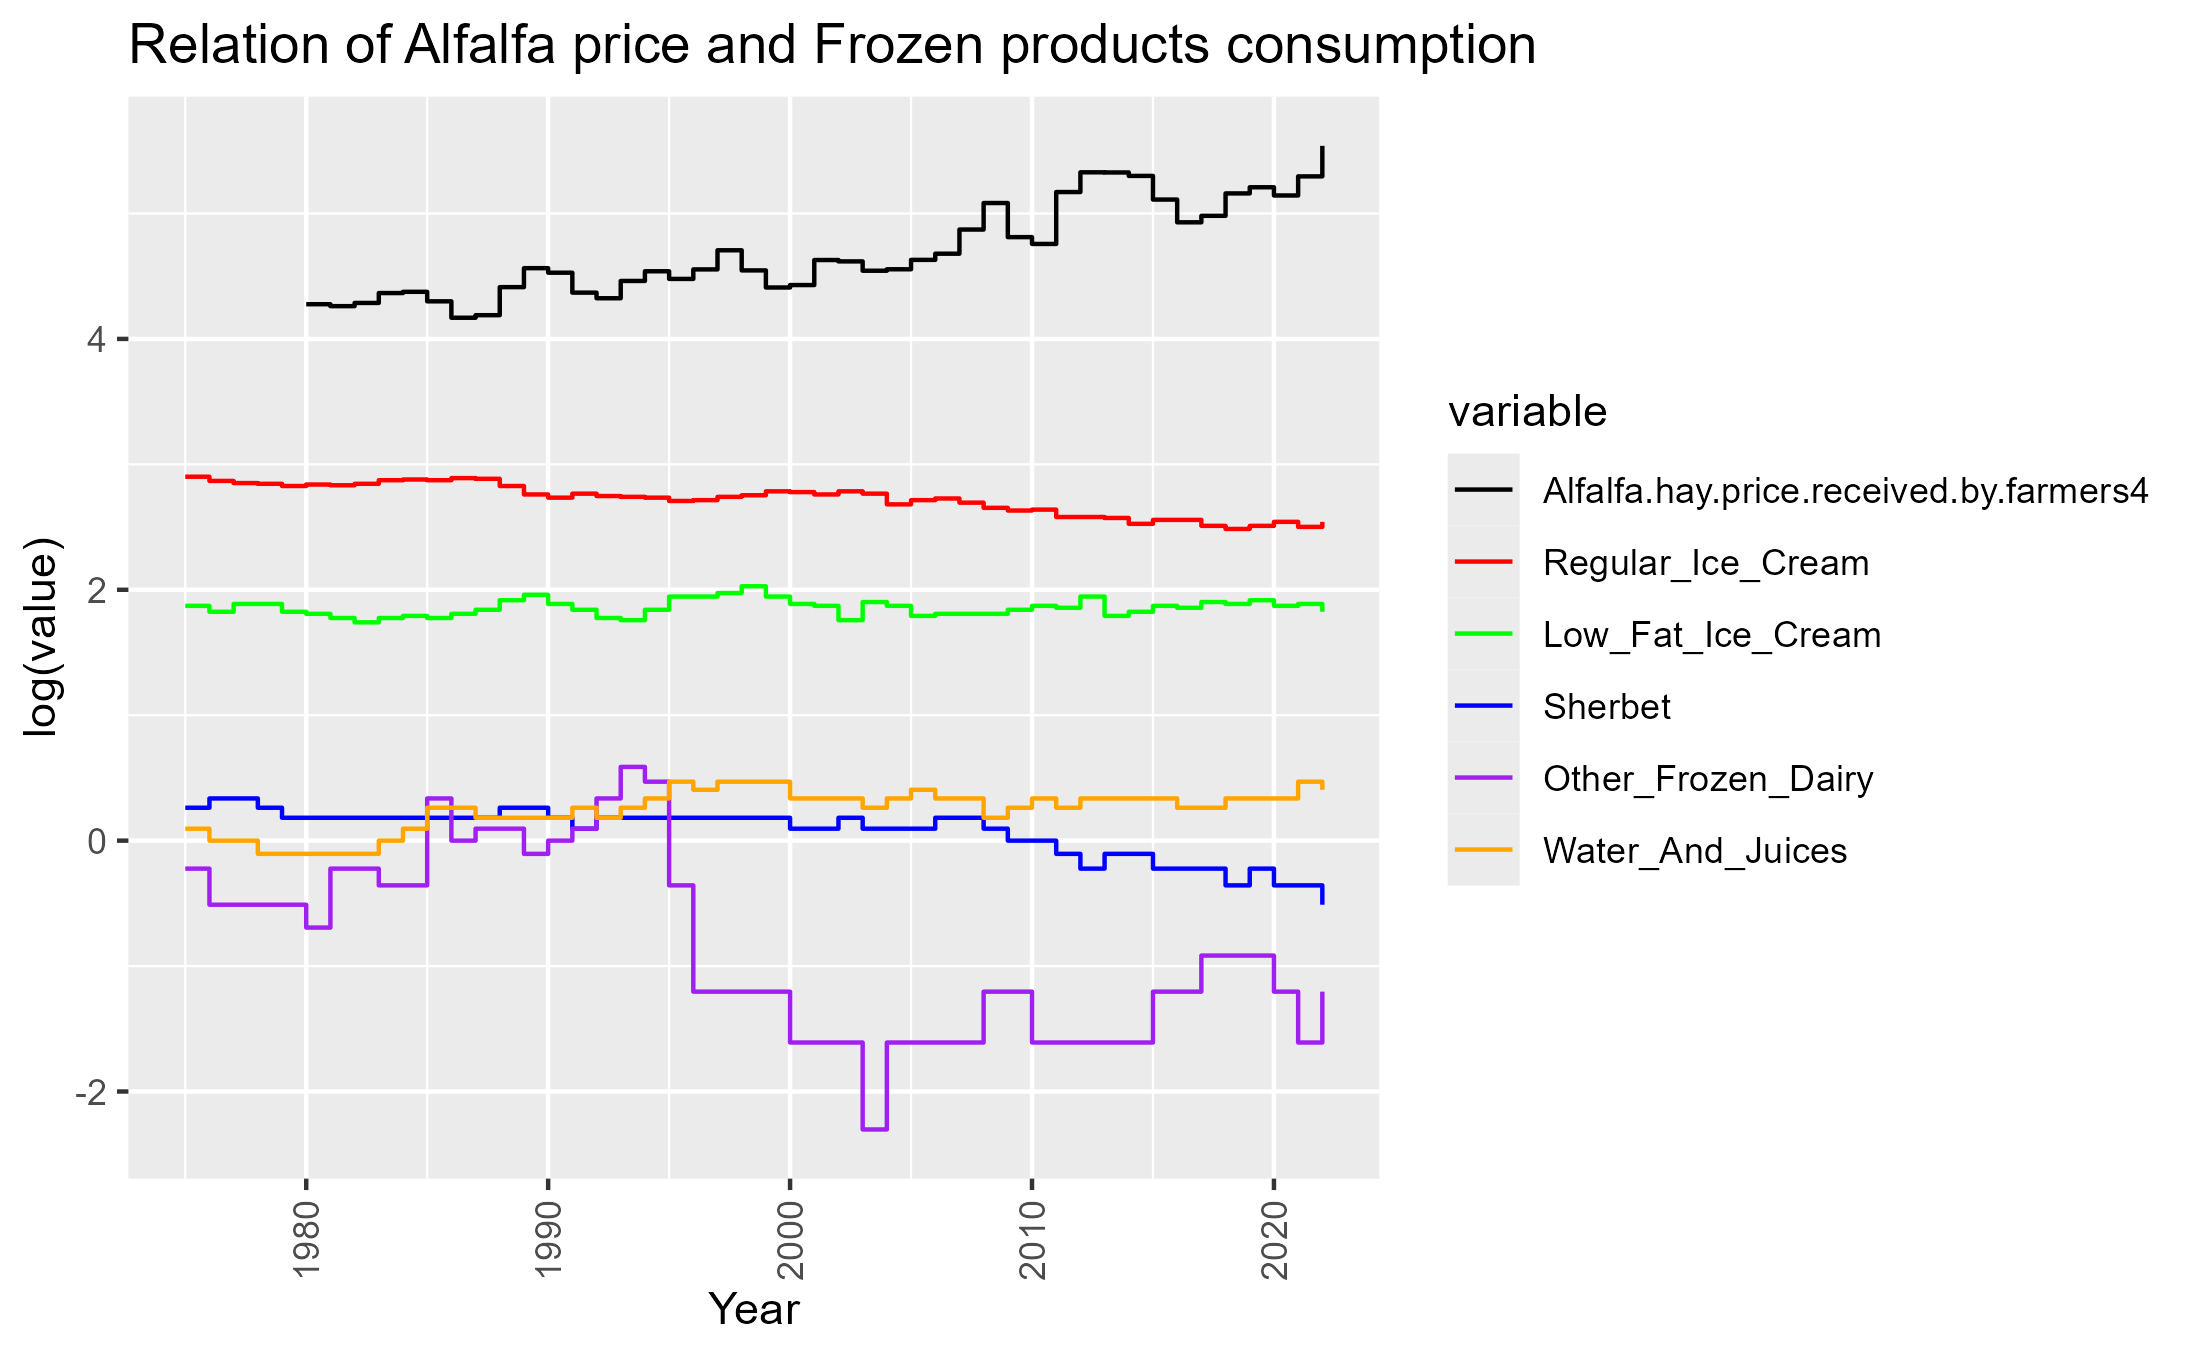 Relation of Alfalfa price and Frozen products consumption
log(value)
4
2
0
-2
1980
1990
2000
2010
2020
Year
variable
Alfalfa.hay.price.received.by.farmers4
Regular_Ice_Cream
Low_Fat_Ice_Cream
Sherbet
Other_Frozen_Dairy
Water_And_Juices